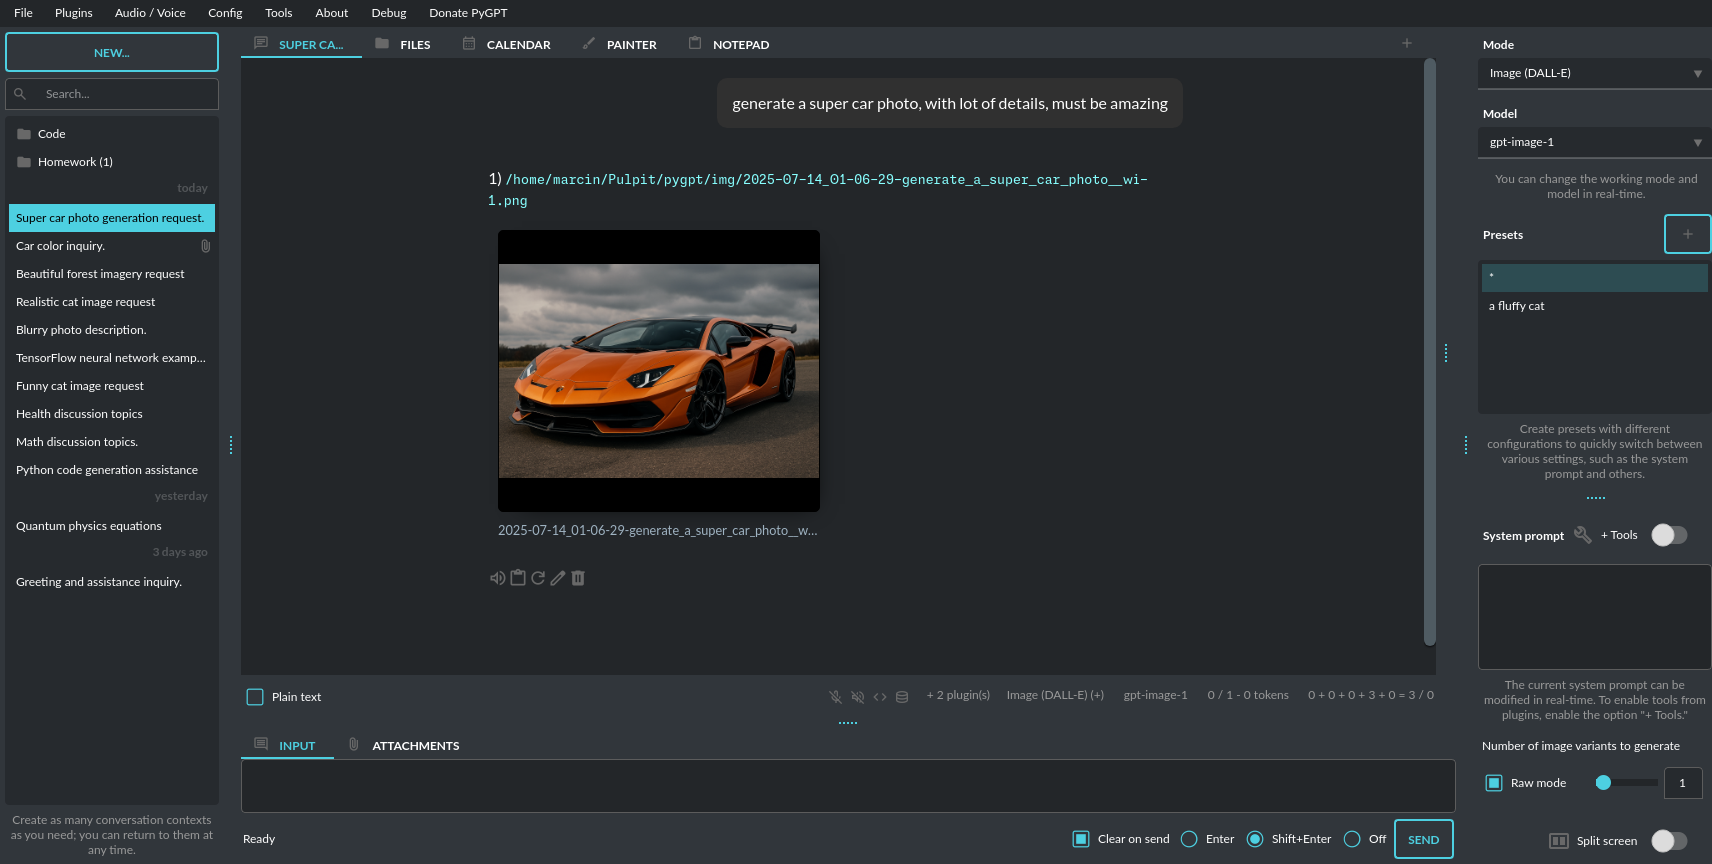 File Plugins Audio / Voice Config Tools About Debug Donate PyGPT
NEW...
Search...
Code
Homework (1)
today
Super car photo generation request.
Car color inquiry.
Beautiful forest imagery request
Realistic cat image request
Blurry photo description.
TensorFlow neural network examp...
Funny cat image request
Health discussion topics
Math discussion topics.
Python code generation assistance
yesterday
Quantum physics equations
3 days ago
Greeting and assistance inquiry.
Create as many conversation contexts
as you need; you can return to them at
any time.
SUPER CA... FILES CALENDAR PAINTER NOTEPAD +
generate a super car photo, with lot of details, must be amazing
1) /home/marcin/Pulpit/pygpt/img/2025-07-14_01-06-29-generate_a_super_car_photo__wi-
1.png
2025-07-14_01-06-29-generate_a_super_car_photo__w...
Plain text
+ 2 plugin(s) Image (DALL-E) (+) gpt-image-1 0 / 1 - 0 tokens 0 + 0 + 0 + 3 + 0 = 3 / 0
INPUT ATTACHMENTS
Ready
Clear on send Enter Shift+Enter Off SEND
Mode
Image (DALL-E)
Model
gpt-image-1
You can change the working mode and
model in real-time.
Presets +
*
a fluffy cat
Create presets with different
configurations to quickly switch between
various settings, such as the system
prompt and others.
System prompt + Tools
The current system prompt can be
modified in real-time. To enable tools from
plugins, enable the option "+ Tools."
Number of image variants to generate
Raw mode 1
Split screen